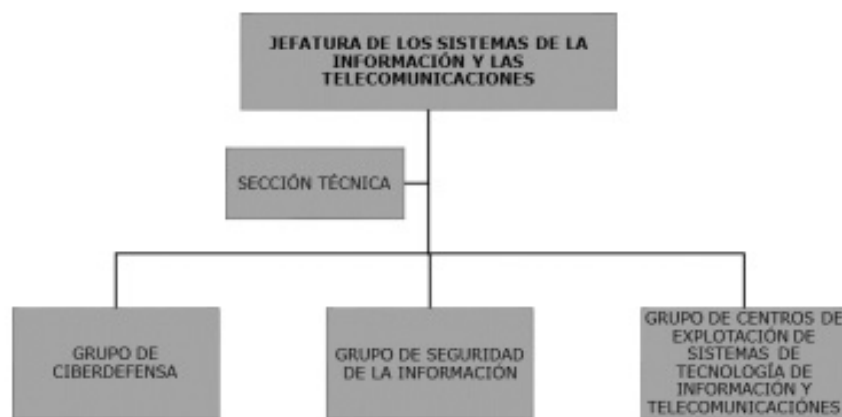 JEFATURA DE LOS SISTEMAS DE LA
INFORMACIÓN Y LAS
TELECOMUNICACIONES
SECCIÓN TÉCNICA
GRUPO DE
CIBERDEFENSA
GRUPO DE SEGURIDAD
DE LA INFORMACIÓN
GRUPO DE CENTROS DE
EXPLOTACIÓN DE
SISTEMAS DE
TECNOLOGÍA DE
INFORMACIÓN Y
TELECOMUNICACIÓNES